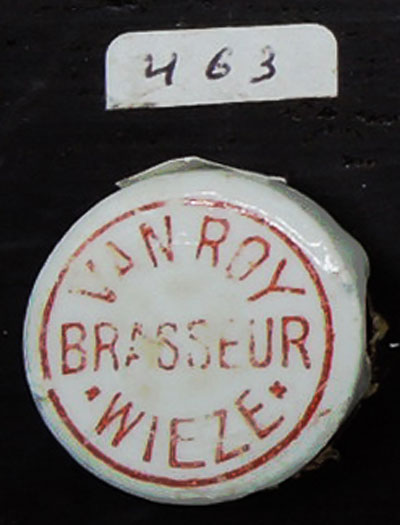 463
VAN ROY
BRASSEUR
• WIEZE •